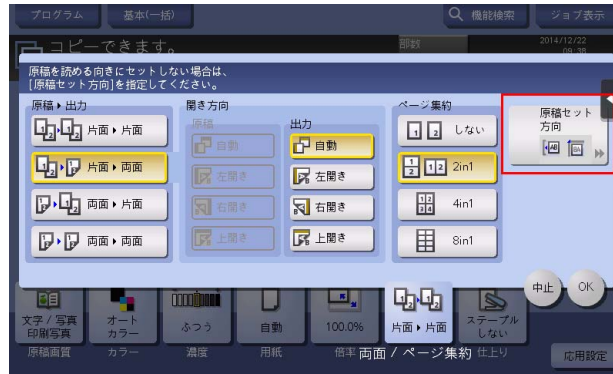 プログラム
基本(一括)
機能検索
ジョブ表示
コピーできます。
部数
2014/12/22
09:38
原稿を読める向きにセットしない場合は、
[原稿セット方向]を指定してください。
原稿▶出力
片面▶片面
片面▶両面
両面▶片面
両面▶両面
開き方向
原稿
自動
左開き
右開き
上開き
出力
自動
左開き
右開き
上開き
ページ集約
しない
2in1
4in1
8in1
原稿セット
方向
中止
OK
文字/写真
印刷写真
原稿画質
オート
カラー
カラー
ふつう
濃度
自動
用紙
100.0%
倍率
片面▶片面
両面/ページ集約
ステープル
しない
仕上り
応用設定